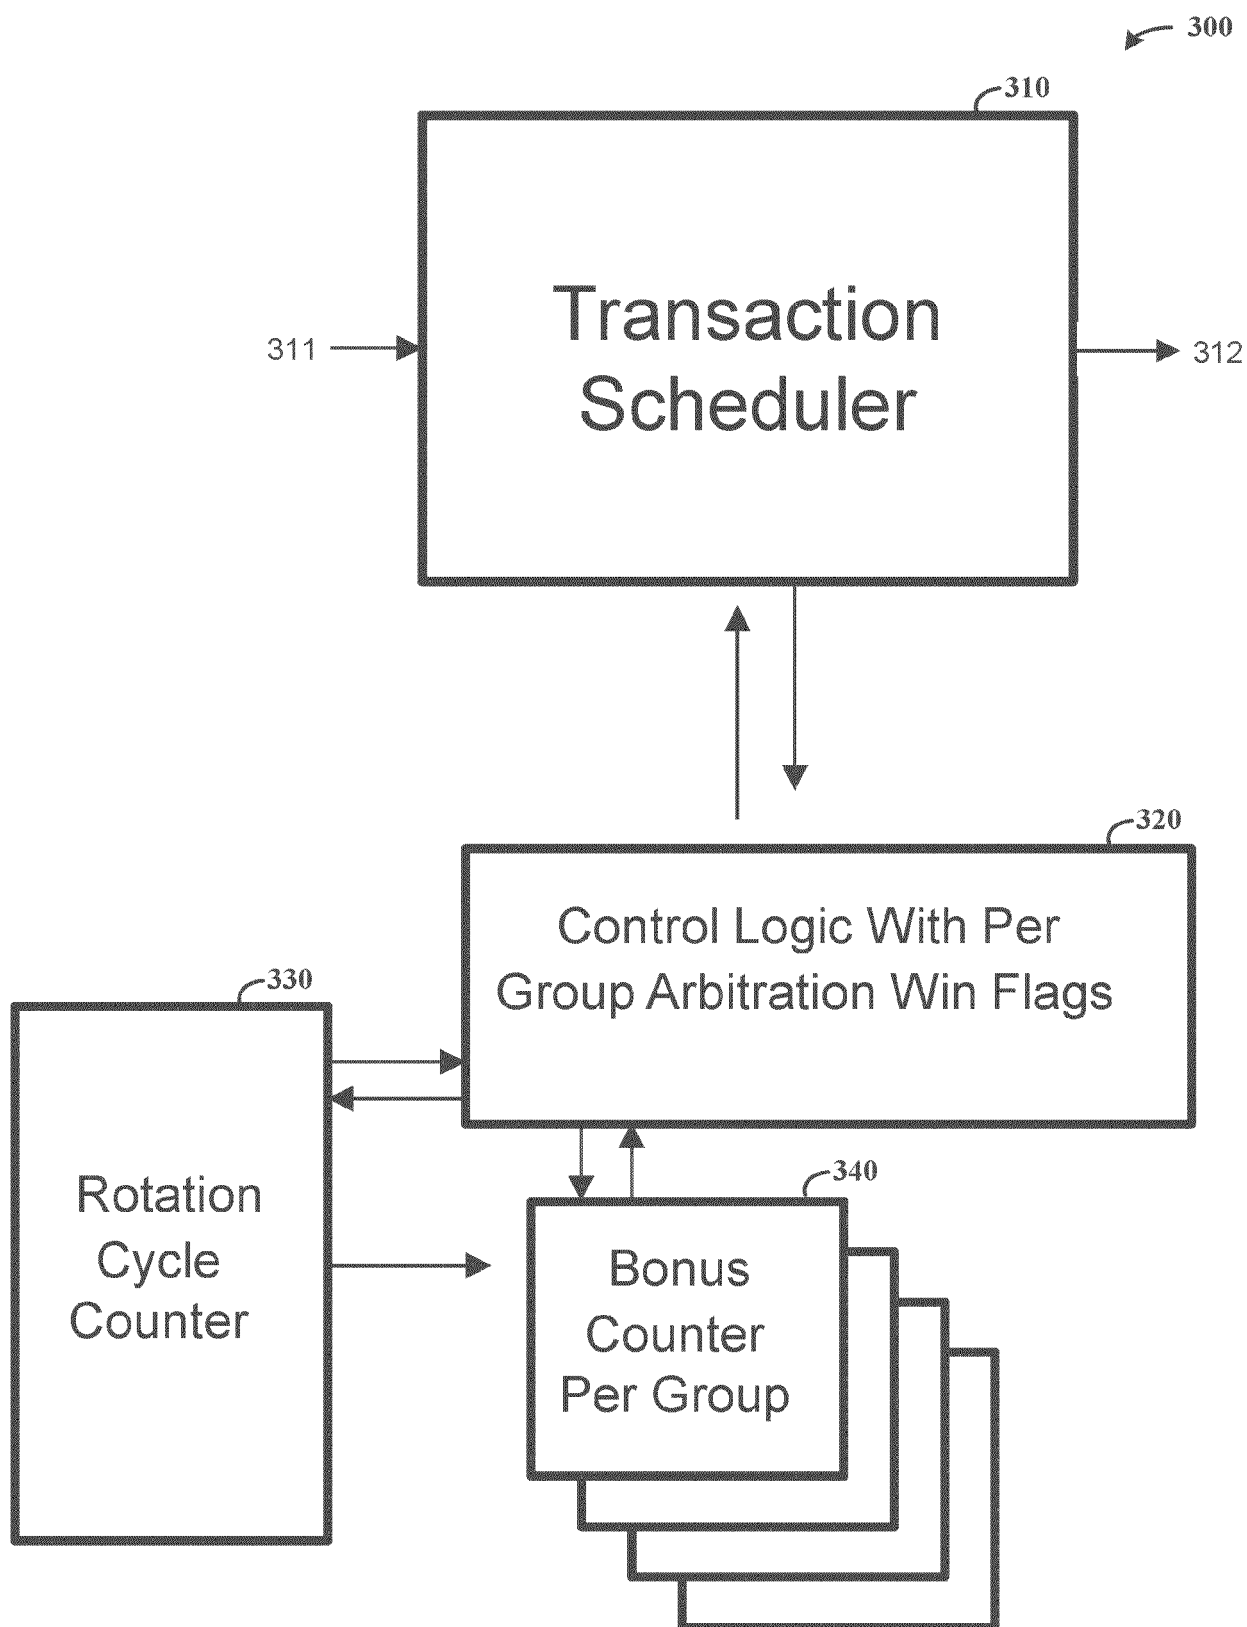 300
310
Transaction
Scheduler
311
312
320
Control Logic With Per
Group Arbitration Win Flags
330
Rotation
Cycle
Counter
340
Bonus
Counter
Per Group